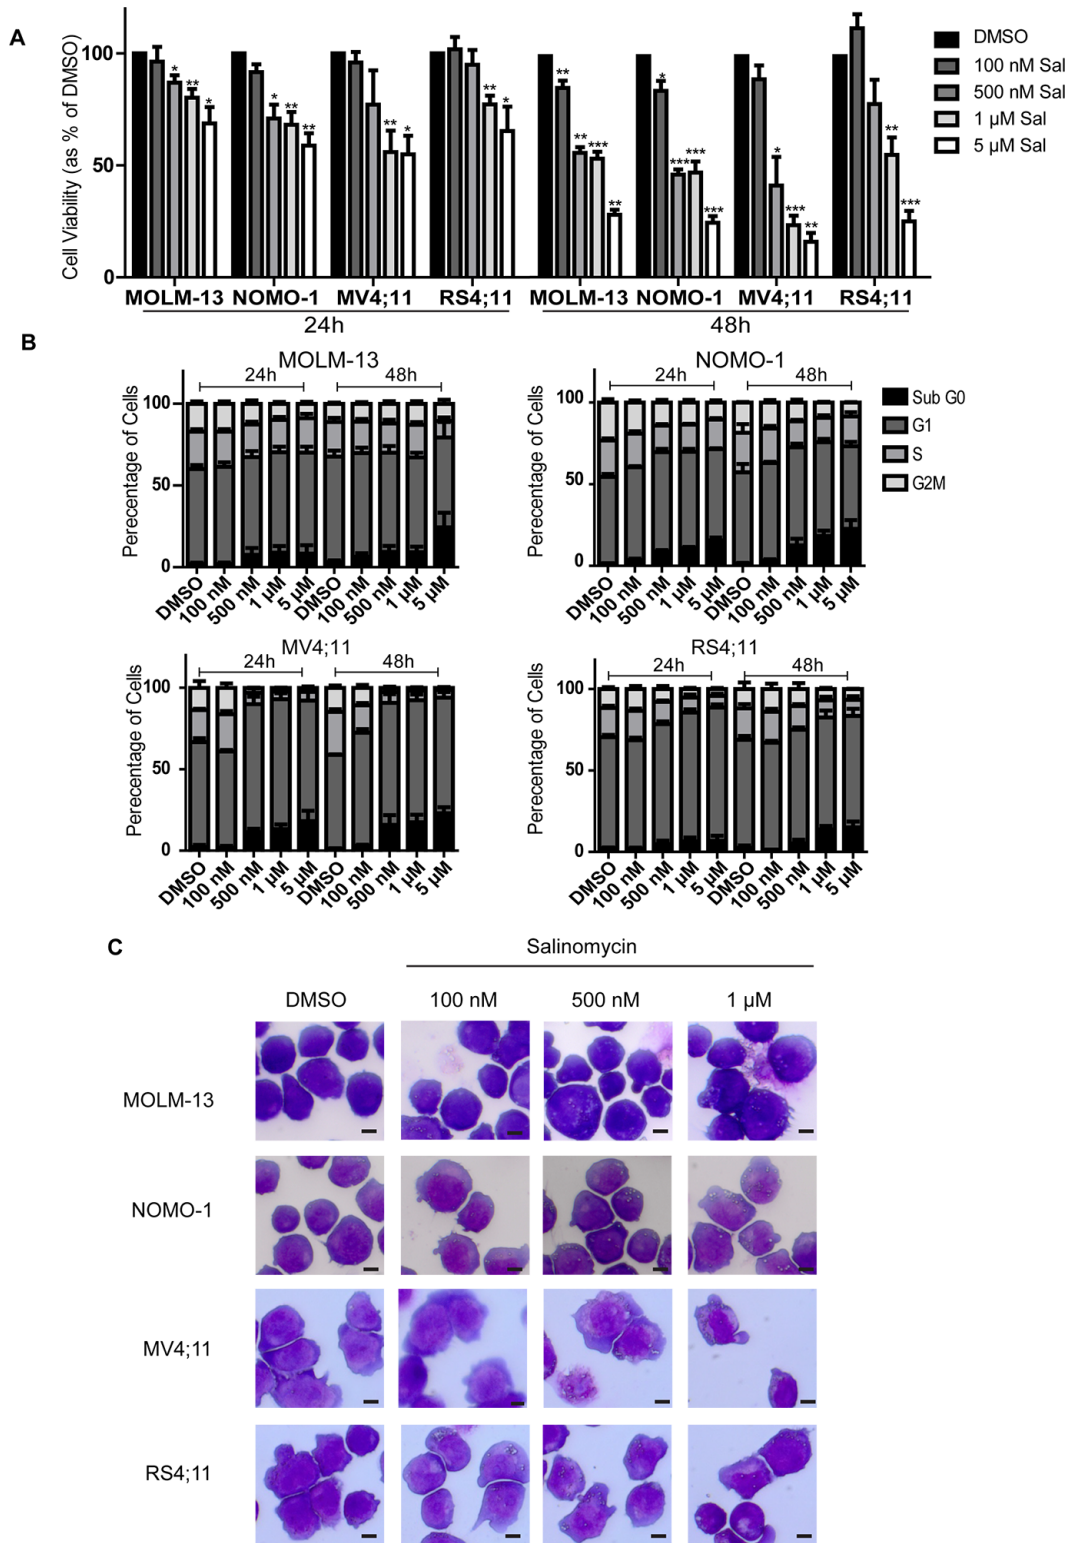 A
Cell Viability (as % of DMSO)
100
50
0
* ** * * ** ** ** * ** * ** ** *** ** * *** *** *** * *** ** ** ***
MOLM-13 NOMO-1 MV4;11 RS4;11 MOLM-13 NOMO-1 MV4;11 RS4;11
24h 48h
DMSO
100 nM Sal
500 nM Sal
1 µM Sal
5 µM Sal
B
MOLM-13
24h 48h
Perecentage of Cells
100
50
0
DMSO 100 nM 500 nM 1 µM 5 µM DMSO 100 nM 500 nM 1 µM 5 µM
NOMO-1
24h 48h
Perecentage of Cells
100
50
0
DMSO 100 nM 500 nM 1 µM 5 µM DMSO 100 nM 500 nM 1 µM 5 µM
Sub G0
G1
S
G2M
MV4;11
24h 48h
Perecentage of Cells
100
50
0
DMSO 100 nM 500 nM 1 µM 5 µM DMSO 100 nM 500 nM 1 µM 5 µM
RS4;11
24h 48h
Perecentage of Cells
100
50
0
DMSO 100 nM 500 nM 1 µM 5 µM DMSO 100 nM 500 nM 1 µM 5 µM
C
Salinomycin
DMSO 100 nM 500 nM 1 µM
MOLM-13
NOMO-1
MV4;11
RS4;11